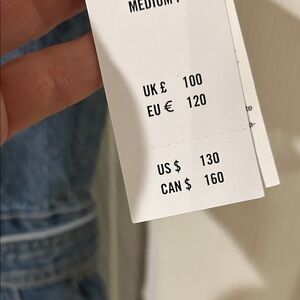 MEDIUM
UK £ 100
EU € 120
US $ 130
CAN $ 160